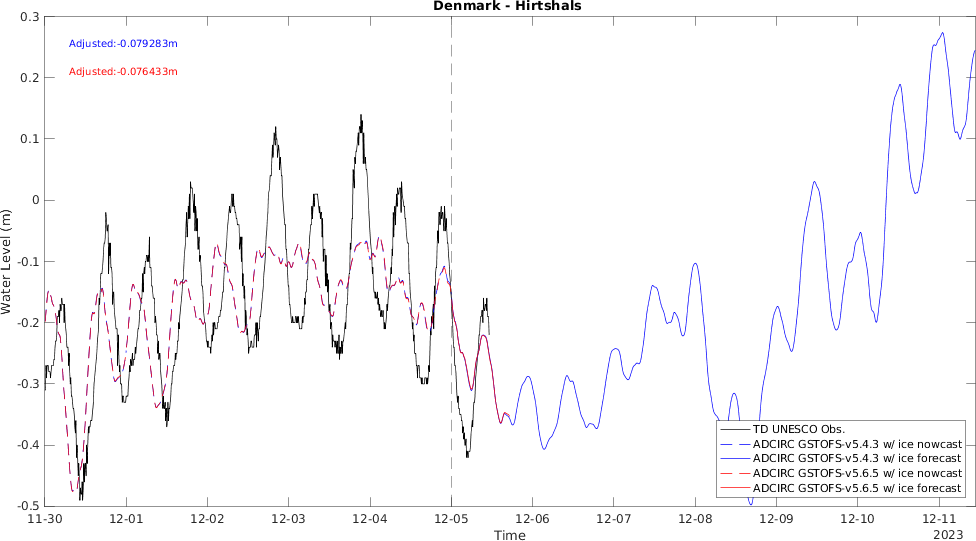 Denmark - Hirtshals
Adjusted:-0.079283m
Adjusted:-0.076433m
Water Level (m)
0.3
0.2
0.1
0
-0.1
-0.2
-0.3
-0.4
-0.5
TD UNESCO Obs.
ADCIRC GSTOFS-v5.4.3 w/ ice nowcast
ADCIRC GSTOFS-v5.4.3 w/ ice forecast
ADCIRC GSTOFS-v5.6.5 w/ ice nowcast
ADCIRC GSTOFS-v5.6.5 w/ ice forecast
11-30 12-01 12-02 12-03 12-04 12-05 12-06 12-07 12-08 12-09 12-10 12-11
Time
2023